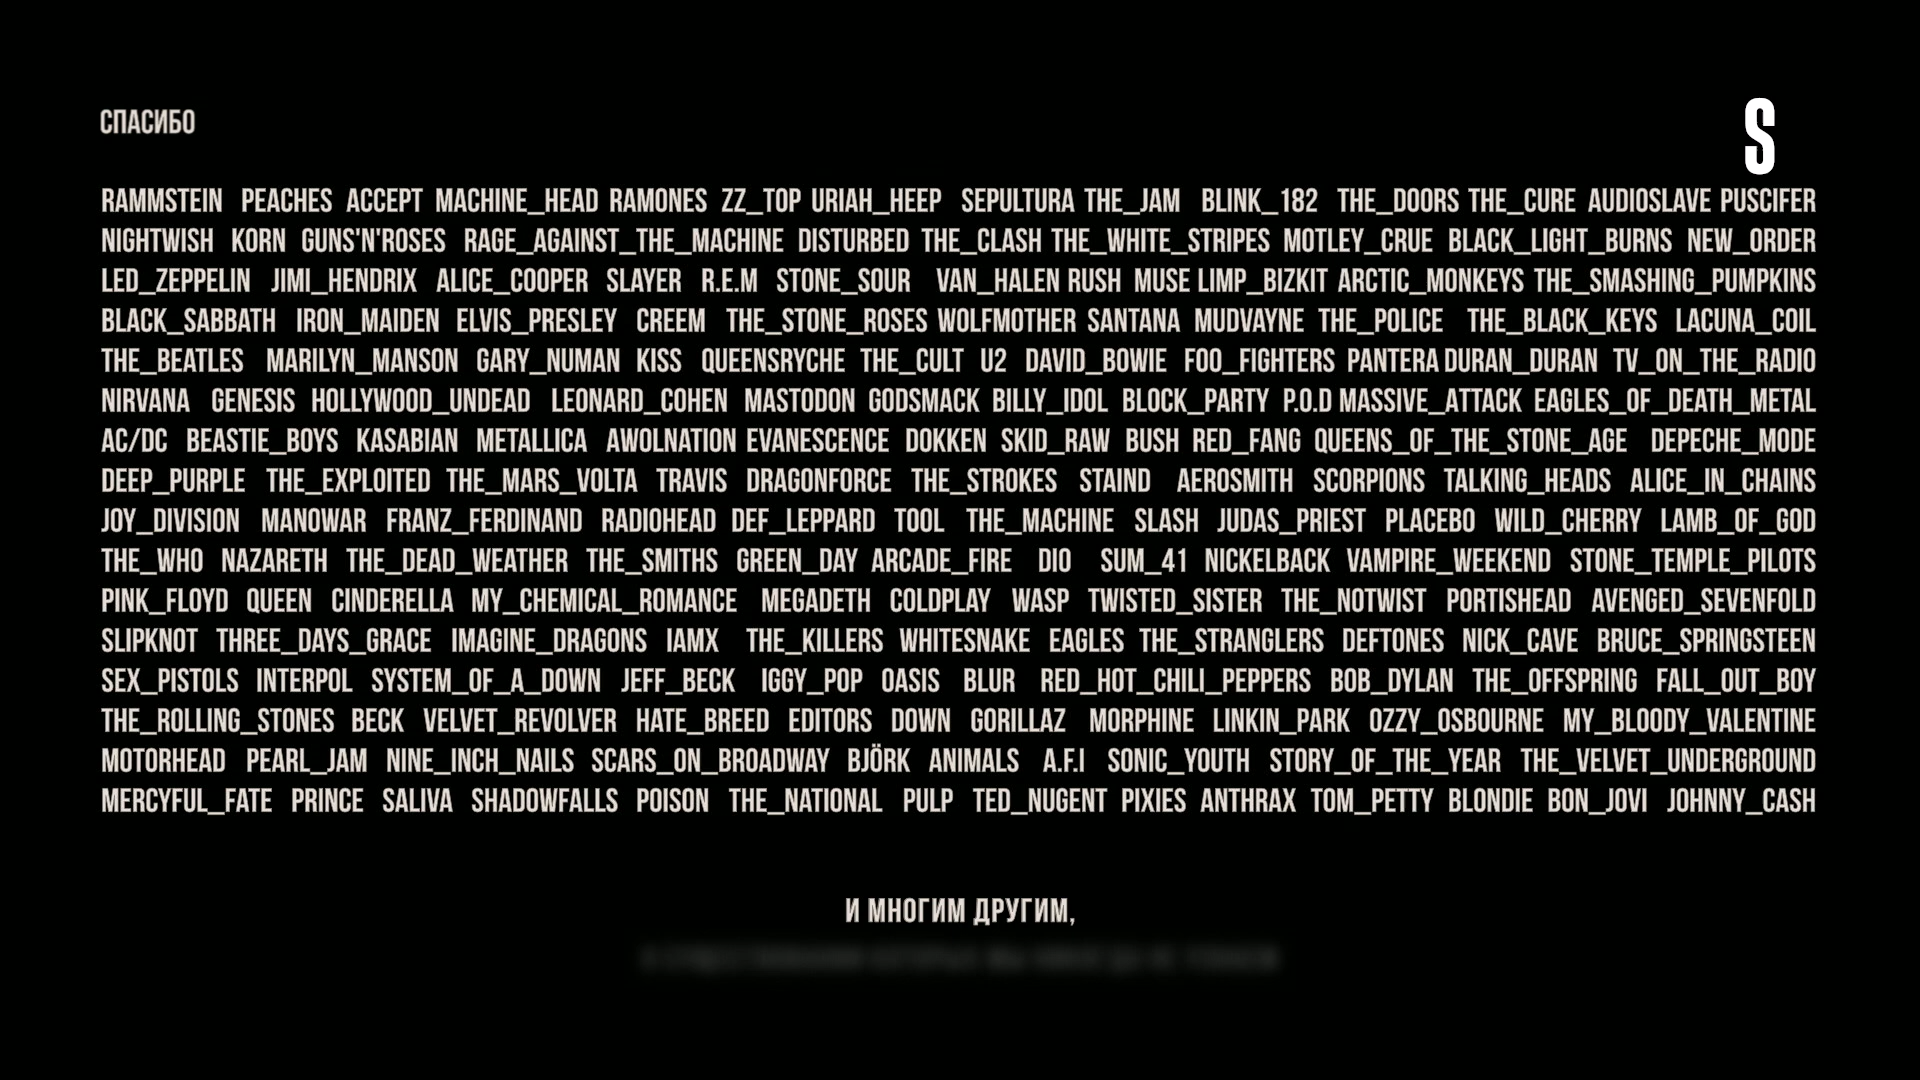 СПАСИБО
S
RAMMSTEIN PEACHES ACCEPT MACHINE_HEAD RAMONES ZZ_TOP URIAH_HEEP SEPULTURA THE_JAM BLINK_182 THE_DOORS THE_CURE AUDIOSLAVE PUSCIFER
NIGHTWISH KORN GUNS'N'ROSES RAGE_AGAINST_THE_MACHINE DISTURBED THE_CLASH THE_WHITE_STRIPES MOTLEY_CRUE BLACK_LIGHT_BURNS NEW_ORDER
LED_ZEPPELIN JIMI_HENDRIX ALICE_COOPER SLAYER R.E.M STONE_SOUR VAN_HALEN RUSH MUSE LIMP_BIZKIT ARCTIC_MONKEYS THE_SMASHING_PUMPKINS
BLACK_SABBATH IRON_MAIDEN ELVIS_PRESLEY CREEM THE_STONE_ROSES WOLFMOTHER SANTANA MUDVAYNE THE_POLICE THE_BLACK_KEYS LACUNA_COIL
THE_BEATLES MARILYN_MANSON GARY_NUMAN KISS QUEENSRYCHE THE_CULT U2 DAVID_BOWIE FOO_FIGHTERS PANTERA DURAN_DURAN TV_ON_THE_RADIO
NIRVANA GENESIS HOLLYWOOD_UNDEAD LEONARD_COHEN MASTODON GODSMACK BILLY_IDOL BLOCK_PARTY P.O.D MASSIVE_ATTACK EAGLES_OF_DEATH_METAL
AC/DC BEASTIE_BOYS KASABIAN METALLICA AWOLNATION EVANESCENCE DOKKEN SKID_RAW BUSH RED_FANG QUEENS_OF_THE_STONE_AGE DEPECHE_MODE
DEEP_PURPLE THE_EXPLOITED THE_MARS_VOLTA TRAVIS DRAGONFORCE THE_STROKES STAIND AEROSMITH SCORPIONS TALKING_HEADS ALICE_IN_CHAINS
JOY_DIVISION MANOWAR FRANZ_FERDINAND RADIOHEAD DEF_LEPPARD TOOL THE_MACHINE SLASH JUDAS_PRIEST PLACEBO WILD_CHERRY LAMB_OF_GOD
THE_WHO NAZARETH THE_DEAD_WEATHER THE_SMITHS GREEN_DAY ARCADE_FIRE DIO SUM_41 NICKELBACK VAMPIRE_WEEKEND STONE_TEMPLE_PILOTS
PINK_FLOYD QUEEN CINDERELLA MY_CHEMICAL_ROMANCE MEGADETH COLDPLAY WASP TWISTED_SISTER THE_NOTWIST PORTISHEAD AVENGED_SEVENFOLD
SLIPKNOT THREE_DAYS_GRACE IMAGINE_DRAGONS IAMX THE_KILLERS WHITESNAKE EAGLES THE_STRANGLERS DEFTONES NICK_CAVE BRUCE_SPRINGSTEEN
SEX_PISTOLS INTERPOL SYSTEM_OF_A_DOWN JEFF_BECK IGGY_POP OASIS BLUR RED_HOT_CHILI_PEPPERS BOB_DYLAN THE_OFFSPRING FALL_OUT_BOY
THE_ROLLING_STONES BECK VELVET_REVOLVER HATE_BREED EDITORS DOWN GORILLAZ MORPHINE LINKIN_PARK OZZY_OSBOURNE MY_BLOODY_VALENTINE
MOTORHEAD PEARL_JAM NINE_INCH_NAILS SCARS_ON_BROADWAY BJÖRK ANIMALS A.F.I SONIC_YOUTH STORY_OF_THE_YEAR THE_VELVET_UNDERGROUND
MERCYFUL_FATE PRINCE SALIVA SHADOWFALLS POISON THE_NATIONAL PULP TED_NUGENT PIXIES ANTHRAX TOM_PETTY BLONDIE BON_JOVI JOHNNY_CASH
И МНОГИМ ДРУГИМ,